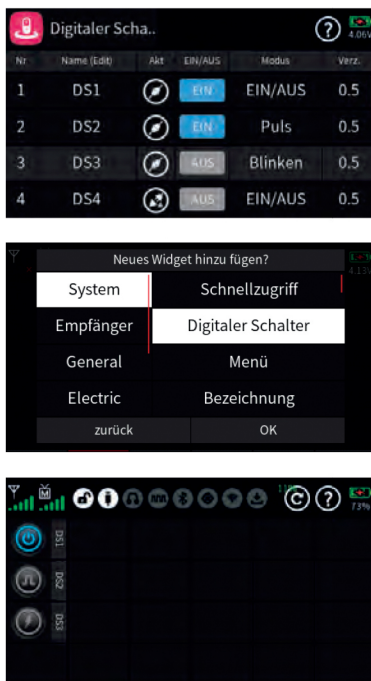 Digitaler Scha.. ? 4.06V
Nr Name (Edit) Akt EIN/AUS Modus Verz.
1 DS1 EIN EIN/AUS 0.5
2 DS2 EIN Puls 0.5
3 DS3 AUS Blinken 0.5
4 DS4 AUS EIN/AUS 0.5
Neues Widget hinzu fügen?
4.13V
System Schnellzugriff
Empfänger Digitaler Schalter
General Menü
Electric Bezeichnung
zurück OK
M C ? 73%
DS1
DS2
DS3